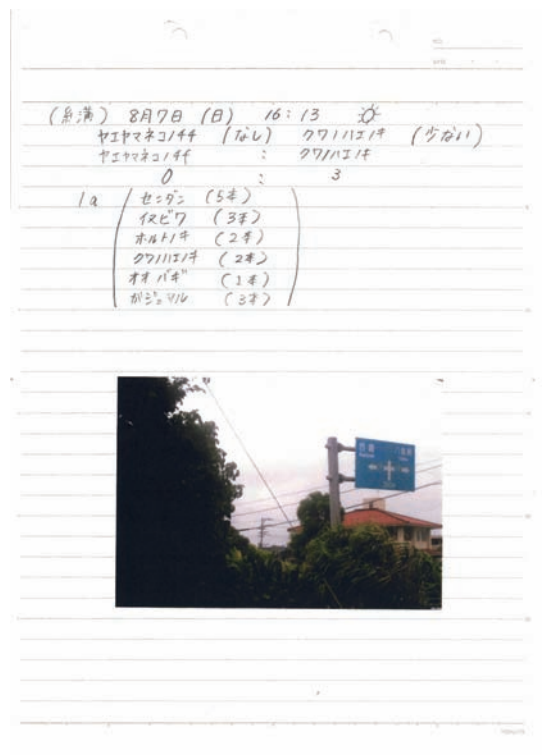 (糸満) 8月7日 (日) 16:13
ヤエヤマネコノチチ (なし) クワノハエノキ (少ない)
ヤエヤマネコノチチ : クワノハエノキ
0 : 3
1a センダン (5本)
イヌビワ (3本)
ホルトノキ (2本)
クワノハエノキ (2本)
オオバギ (1本)
ガジュマル (3本)